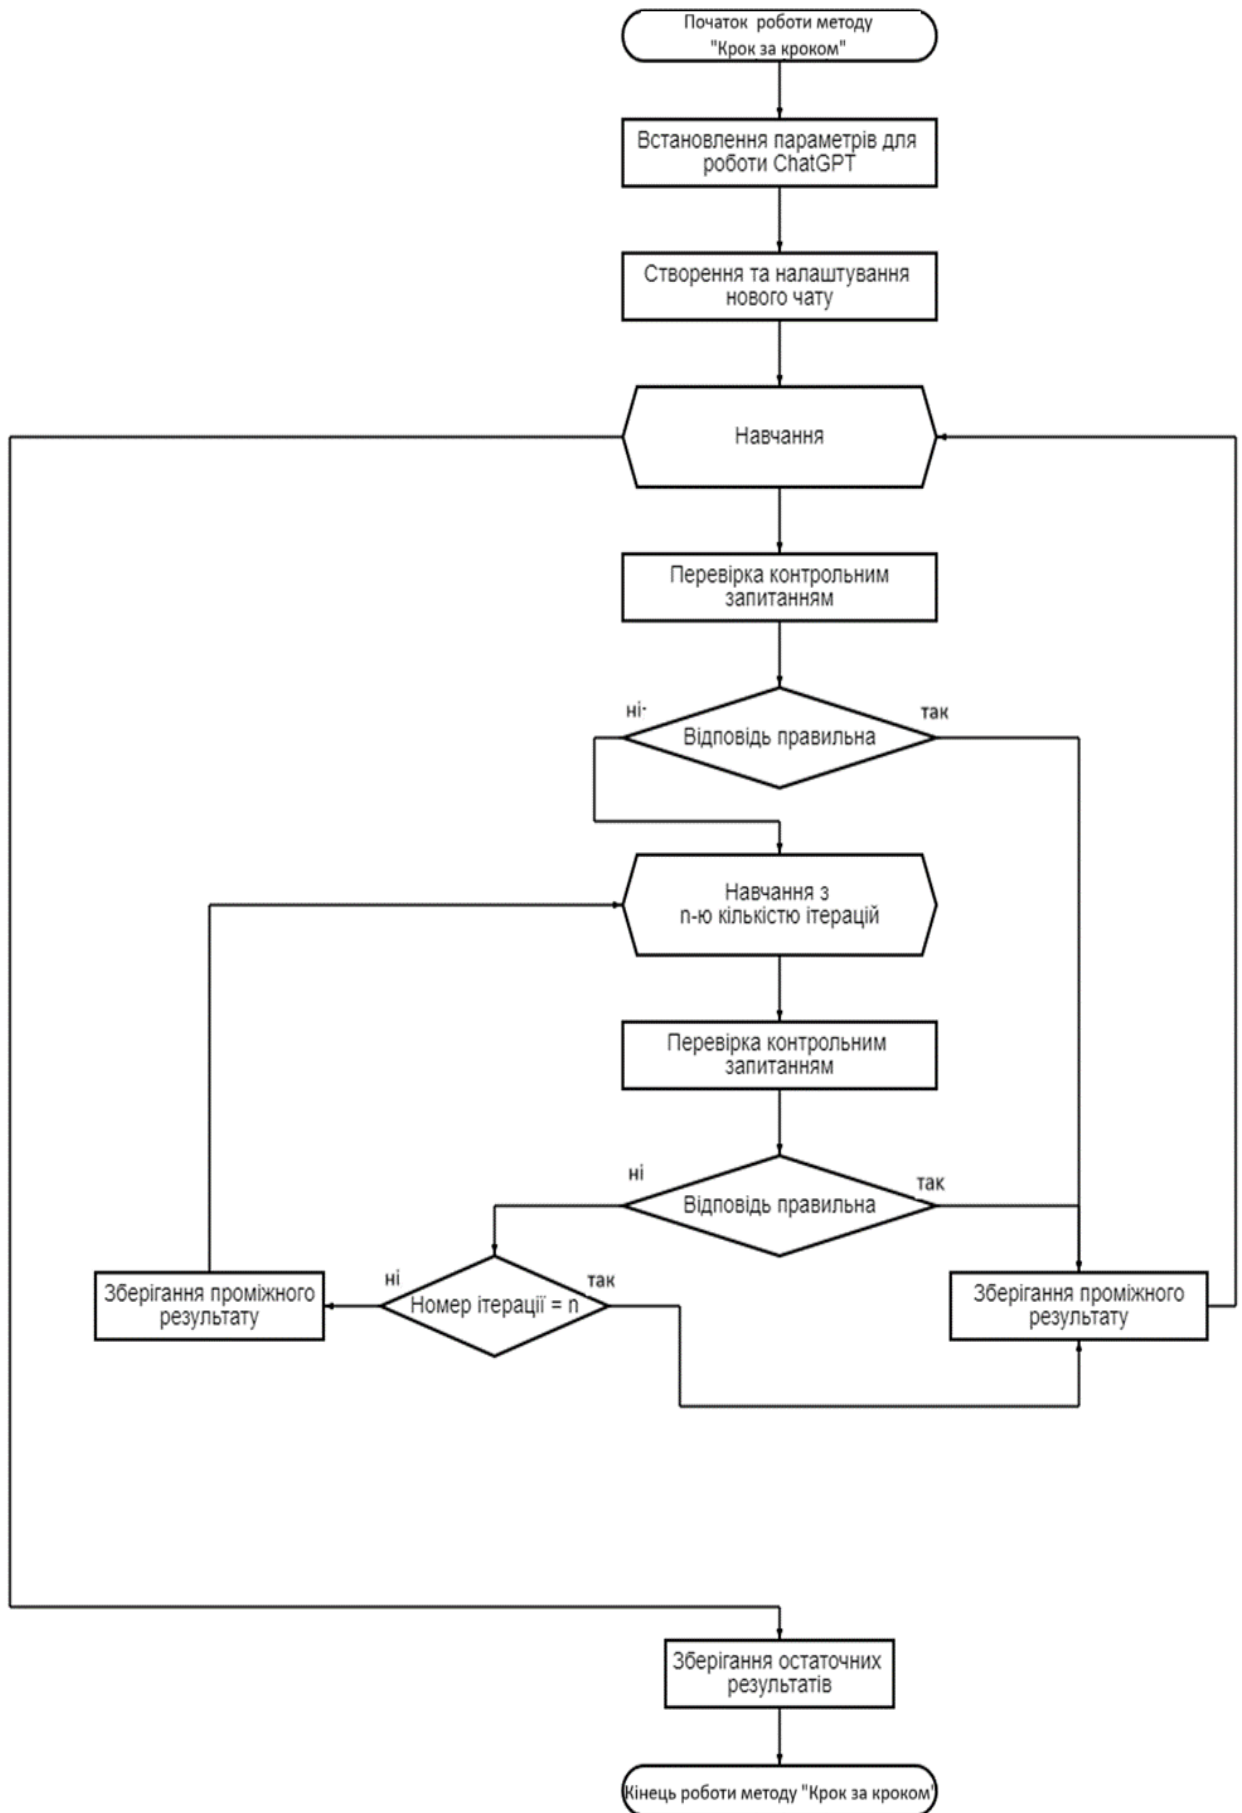 Початок роботи методу
"Крок за кроком"
Встановлення параметрів для
роботи ChatGPT
Створення та налаштування
нового чату
Навчання
Перевірка контрольним
запитанням
ні-
так
Відповідь правильна
Навчання з
n-ю кількістю ітерацій
Перевірка контрольним
запитанням
ні
так
Відповідь правильна
ні
так
Зберігання проміжного
результату
Номер ітерації = n
Зберігання проміжного
результату
Зберігання остаточних
результатів
Кінець роботи методу "Крок за кроком"